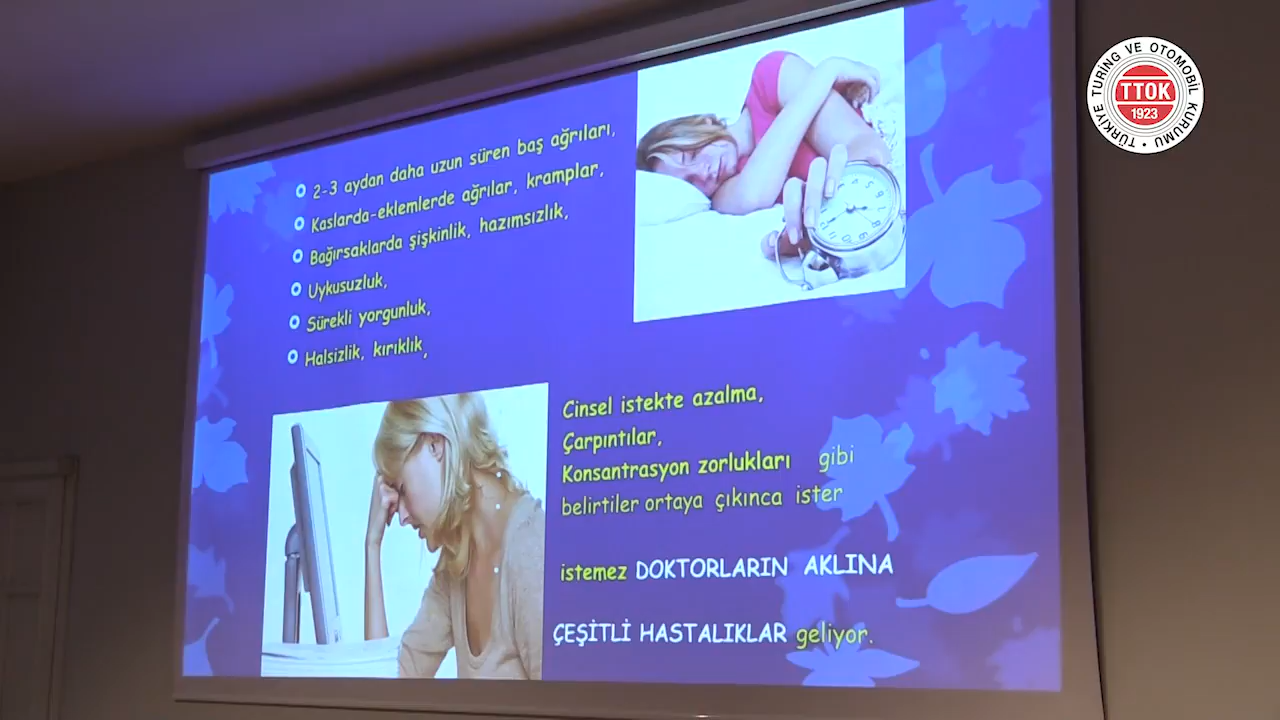 2-3 aydan daha uzun süren baş ağrıları,
Kaslarda-eklemlerde ağrılar, kramplar,
Bağırsaklarda şişkinlik, hazımsızlık,
Uykusuzluk,
Sürekli yorgunluk,
Halsizlik, kırıklık,
Cinsel istekte azalma,
Çarpıntılar,
Konsantrasyon zorlukları gibi
belirtiler ortaya çıkınca ister
istemez DOKTORLARIN AKLINA
ÇEŞİTLİ HASTALIKLAR geliyor.
TÜRKİYE TURİNG VE OTOMOBİL KURUMU
TTOK
1923